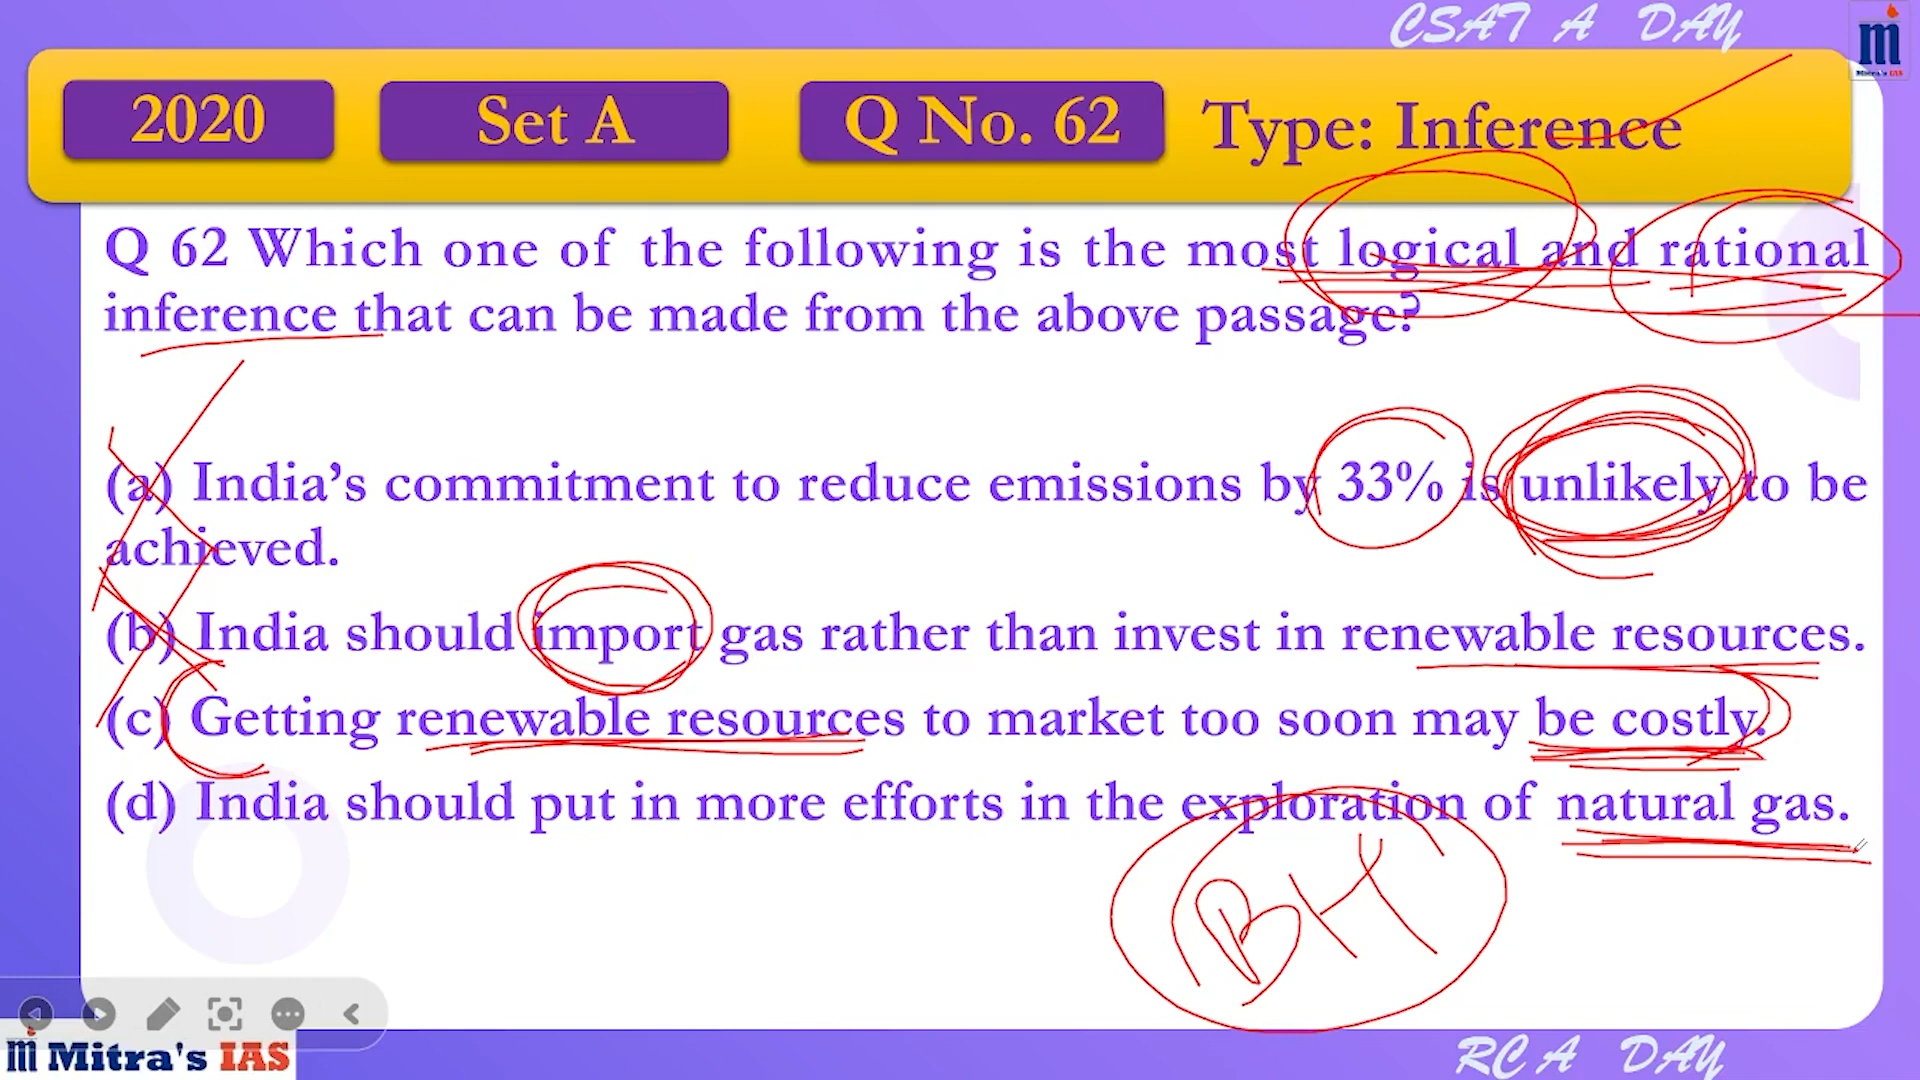 CSAT A DAY
Mitra's IAS
2020 Set A Q No. 62 Type: Inference
Q 62 Which one of the following is the most logical and rational
inference that can be made from the above passage?
(a) India's commitment to reduce emissions by 33% is unlikely to be
achieved.
(b) India should import gas rather than invest in renewable resources.
(c) Getting renewable resources to market too soon may be costly.
(d) India should put in more efforts in the exploration of natural gas.
BH
Mitra's IAS
RC A DAY